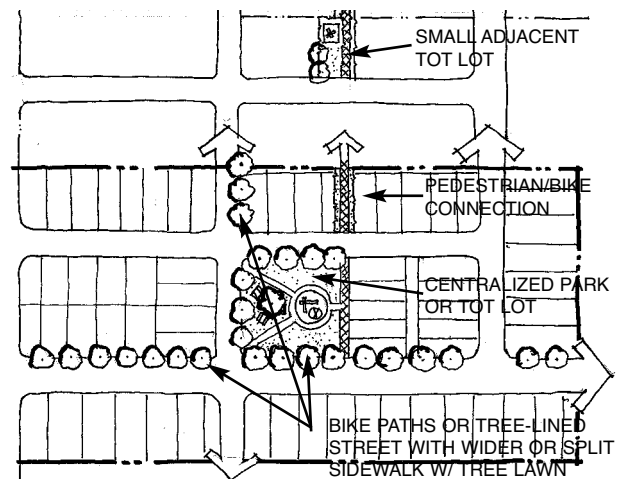 SMALL ADJACENT
TOT LOT
PEDESTRIAN/BIKE
CONNECTION
CENTRALIZED PARK
OR TOT LOT
BIKE PATHS OR TREE-LINED
STREET WITH WIDER OR SPLIT
SIDEWALK W/ TREE LAWN